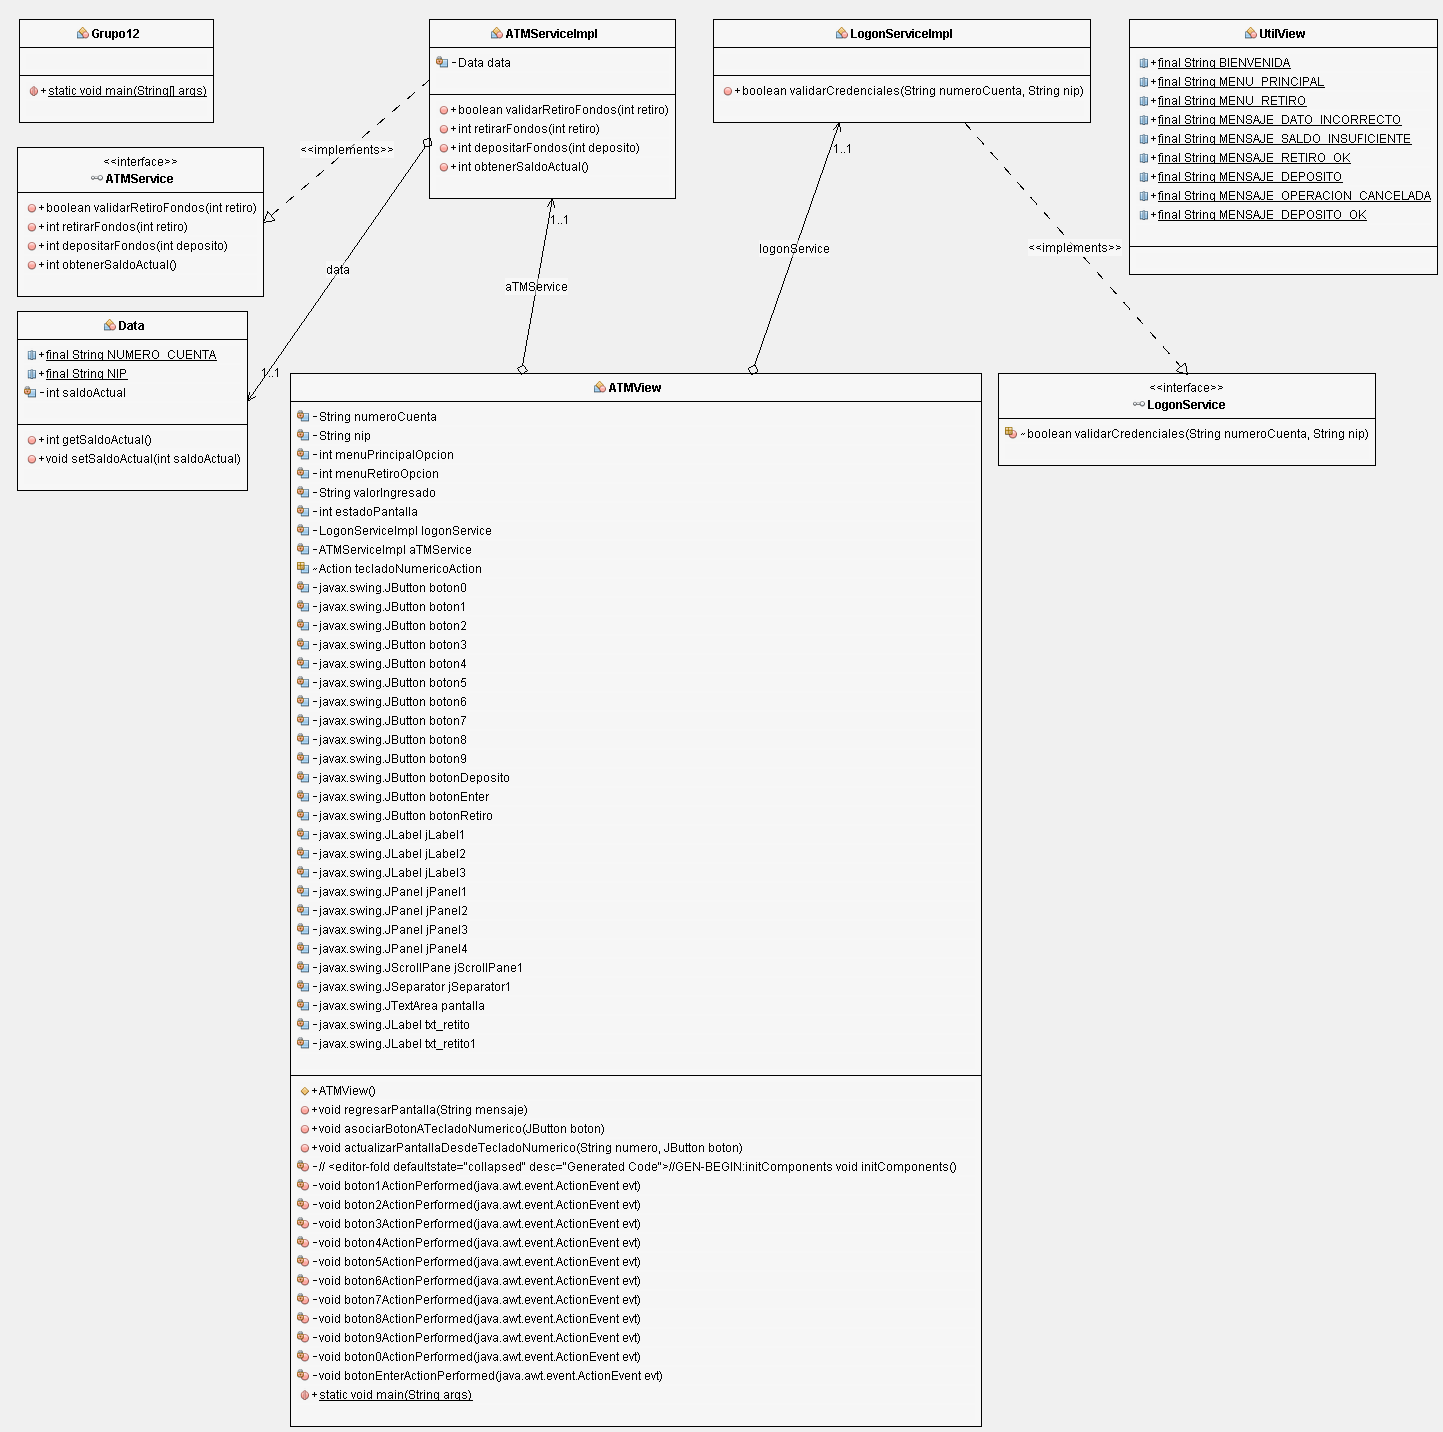 Grupo12
+static void main(String[] args)
<<interface>>
ATMService
+boolean validarRetiroFondos(int retiro)
+int retirarFondos(int retiro)
+int depositarFondos(int deposito)
+int obtenerSaldoActual()
Data
+final String NUMERO_CUENTA
+final String NIP
-int saldoActual
+int getSaldoActual()
+void setSaldoActual(int saldoActual)
ATMServiceImpl
-Data data
+boolean validarRetiroFondos(int retiro)
+int retirarFondos(int retiro)
+int depositarFondos(int deposito)
+int obtenerSaldoActual()
<<implements>>
data
1..1
1..1
aTMService
LogonServiceImpl
+boolean validarCredenciales(String numeroCuenta, String nip)
1..1
logonService
<<implements>>
UtilView
+final String BIENVENIDA
+final String MENU_PRINCIPAL
+final String MENU_RETIRO
+final String MENSAJE_DATO_INCORRECTO
+final String MENSAJE_SALDO_INSUFICIENTE
+final String MENSAJE_RETIRO_OK
+final String MENSAJE_DEPOSITO
+final String MENSAJE_OPERACION_CANCELADA
+final String MENSAJE_DEPOSITO_OK
<<interface>>
LogonService
~boolean validarCredenciales(String numeroCuenta, String nip)
ATMView
-String numeroCuenta
-String nip
-int menuPrincipalOpcion
-int menuRetiroOpcion
-String valorIngresado
-int estadoPantalla
-LogonServiceImpl logonService
-ATMServiceImpl aTMService
~Action tecladoNumericoAction
-javax.swing.JButton boton0
-javax.swing.JButton boton1
-javax.swing.JButton boton2
-javax.swing.JButton boton3
-javax.swing.JButton boton4
-javax.swing.JButton boton5
-javax.swing.JButton boton6
-javax.swing.JButton boton7
-javax.swing.JButton boton8
-javax.swing.JButton boton9
-javax.swing.JButton botonDeposito
-javax.swing.JButton botonEnter
-javax.swing.JButton botonRetiro
-javax.swing.JLabel jLabel1
-javax.swing.JLabel jLabel2
-javax.swing.JLabel jLabel3
-javax.swing.JPanel jPanel1
-javax.swing.JPanel jPanel2
-javax.swing.JPanel jPanel3
-javax.swing.JPanel jPanel4
-javax.swing.JScrollPane jScrollPane1
-javax.swing.JSeparator jSeparator1
-javax.swing.JTextArea pantalla
-javax.swing.JLabel txt_retito
-javax.swing.JLabel txt_retito1
+ATMView()
+void regresarPantalla(String mensaje)
+void asociarBotonATecladoNumerico(JButton boton)
+void actualizarPantallaDesdeTecladoNumerico(String numero, JButton boton)
-// <editor-fold defaultstate="collapsed" desc="Generated Code">//GEN-BEGIN:initComponents void initComponents()
-void boton1ActionPerformed(java.awt.event.ActionEvent evt)
-void boton2ActionPerformed(java.awt.event.ActionEvent evt)
-void boton3ActionPerformed(java.awt.event.ActionEvent evt)
-void boton4ActionPerformed(java.awt.event.ActionEvent evt)
-void boton5ActionPerformed(java.awt.event.ActionEvent evt)
-void boton6ActionPerformed(java.awt.event.ActionEvent evt)
-void boton7ActionPerformed(java.awt.event.ActionEvent evt)
-void boton8ActionPerformed(java.awt.event.ActionEvent evt)
-void boton9ActionPerformed(java.awt.event.ActionEvent evt)
-void boton0ActionPerformed(java.awt.event.ActionEvent evt)
-void botonEnterActionPerformed(java.awt.event.ActionEvent evt)
+static void main(String args)